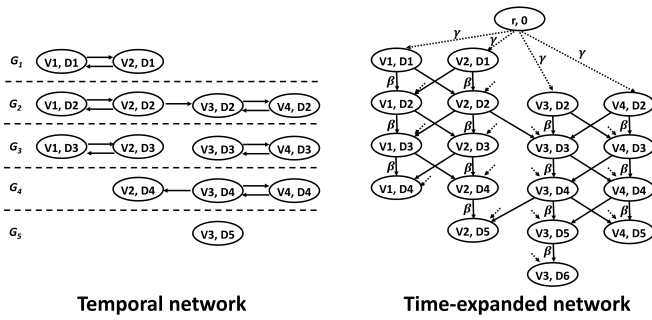 r, 0
γ γ γ γ
G₁ V1, D1 V2, D1 V1, D1 V2, D1
β β
G₂ V1, D2 V2, D2 V3, D2 V4, D2 V1, D2 V2, D2 V3, D2 V4, D2
β β β β
G₃ V1, D3 V2, D3 V3, D3 V4, D3 V1, D3 V2, D3 V3, D3 V4, D3
β β β β
G₄ V2, D4 V3, D4 V4, D4 V1, D4 V2, D4 V3, D4 V4, D4
β β β
G₅ V3, D5 V2, D5 V3, D5 V4, D5
β
V3, D6
Temporal network Time-expanded network